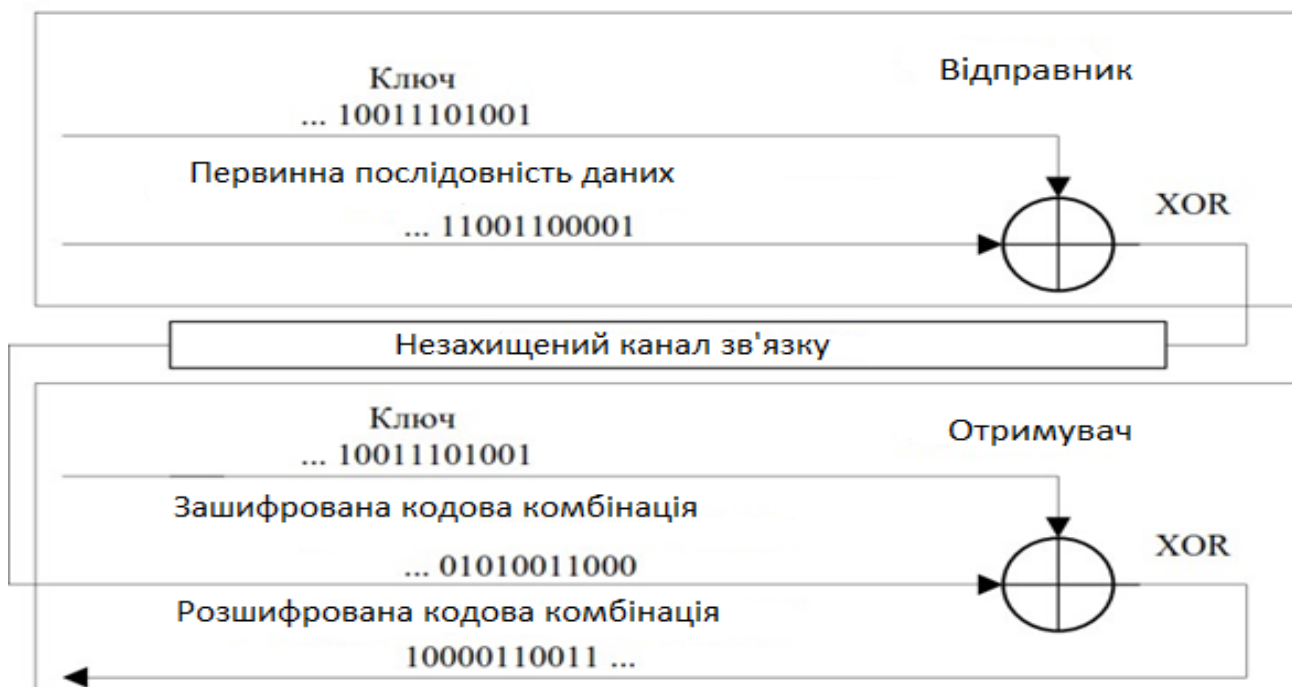 Відправник
Ключ
... 10011101001
Первинна послідовність даних
... 11001100001
XOR
Незахищений канал зв'язку
Отримувач
Ключ
... 10011101001
Зашифрована кодова комбінація
... 01010011000
XOR
Розшифрована кодова комбінація
10000110011 ...